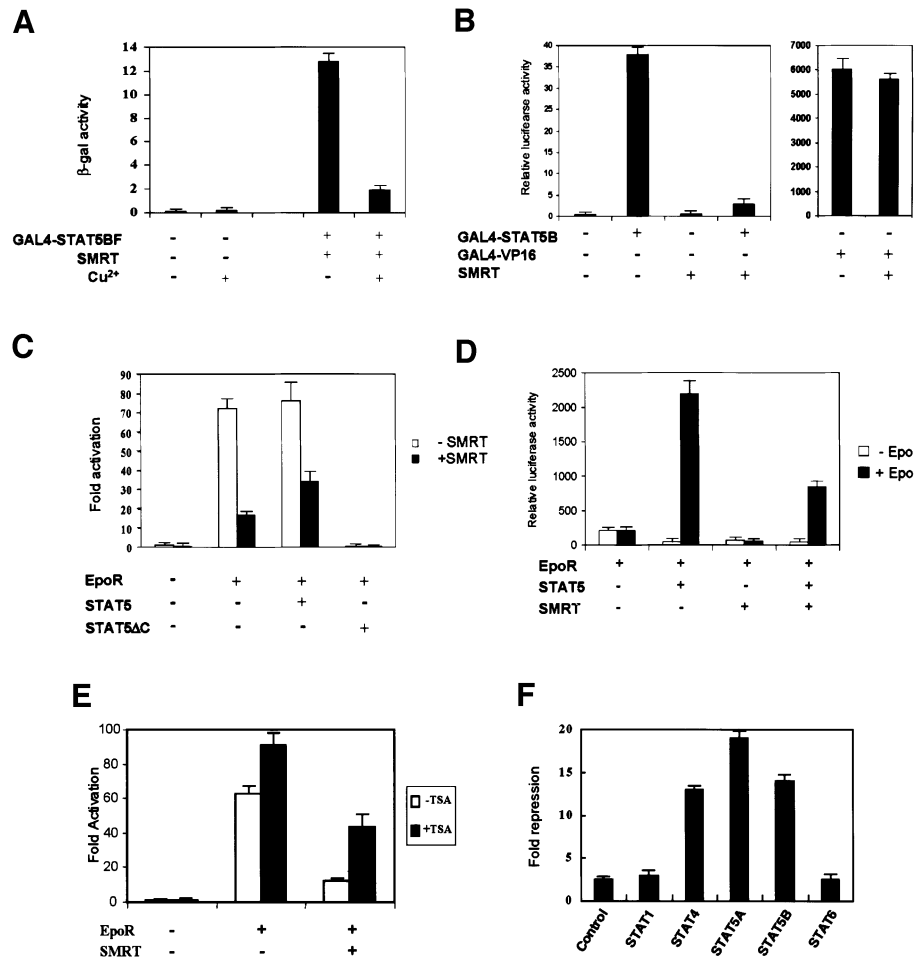 A
β-gal activity
14
12
10
8
6
4
2
0
GAL4-STAT5BF - - + +
SMRT - - + +
Cu2+ - + - +
B
Relative lucifearse activity
40
35
30
25
20
15
10
5
0
7000
6000
5000
4000
3000
2000
1000
0
GAL4-STAT5B - + - + - -
GAL4-VP16 - - - - + +
SMRT - - + + - +
C
Fold activation
90
80
70
60
50
40
30
20
10
0
- SMRT
+SMRT
EpoR - + + +
STAT5 - - + -
STAT5ΔC - - - +
D
Relative luciferase activity
2500
2000
1500
1000
500
0
- Epo
+ Epo
EpoR + + + +
STAT5 - + - +
SMRT - - + +
E
Fold Activation
100
80
60
40
20
0
-TSA
+TSA
EpoR - + +
SMRT - - +
F
Fold repression
20
15
10
5
0
Control
STAT1
STAT4
STAT5A
STAT5B
STAT6